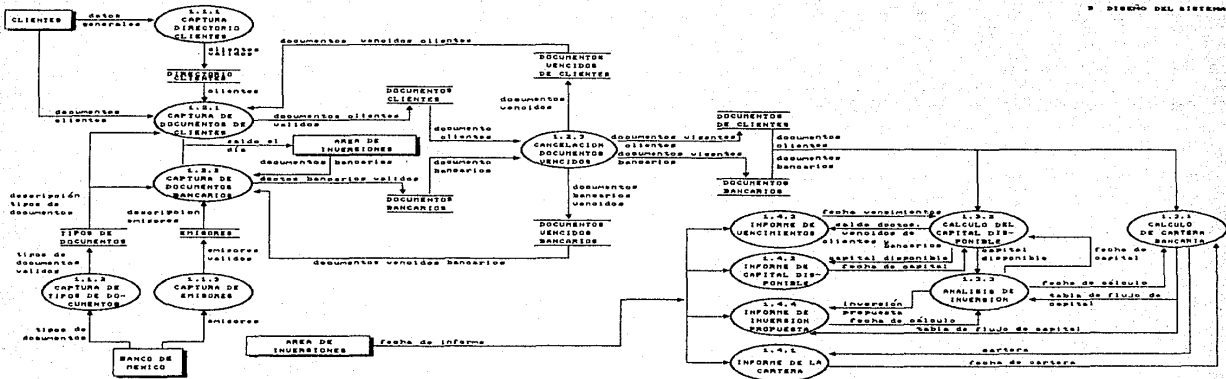 3 DISEÑO DEL SISTEMA
CLIENTES
datos
generales
1.1.1
CAPTURA
DIRECTORIO
CLIENTES
clientes
validos
DIRECTORIO
CLIENTES
clientes
documentos vencidos clientes
DOCUMENTOS
VENCIDOS
DE CLIENTES
documentos
vencidos
documentos
clientes
1.2.1
CAPTURA DE
DOCUMENTOS DE
CLIENTES
documentos clientes
validos
DOCUMENTOS
CLIENTES
documento
clientes
saldo al
día
AREA DE
INVERSIONES
documentos bancarios
documento
bancarios
1.2.3
CANCELACION
DOCUMENTOS
VENCIDOS
documentos vigentes
clientes
documentos vigentes
bancarios
DOCUMENTOS
DE CLIENTES
documentos
clientes
documentos
bancarios
DOCUMENTOS
BANCARIOS
1.2.2
CAPTURA DE
DOCUMENTOS
BANCARIOS
doctos bancarios validos
DOCUMENTOS
BANCARIOS
documentos
bancarios
vencidos
DOCUMENTOS
VENCIDOS
BANCARIOS
documentos vencidos bancarios
descripción
tipos de
documentos
descripcion
emisores
TIPOS DE
DOCUMENTOS
EMISORES
tipos de
documentos
validos
emisores
validos
1.1.2
CAPTURA DE
TIPOS DE DO-
CUMENTOS
1.1.3
CAPTURA DE
EMISORES
tipos de
documentos
emisores
BANCO DE
MEXICO
AREA DE
INVERSIONES
fecha de informe
INFORME DE
VENCIMIENTOS
fecha vencimientos
saldo doctos.
vencidos de
clientes y
bancarios
1.3.2
CALCULO DEL
CAPITAL DIS-
PONIBLE
1.3.1
CALCULO
DE CARTERA
BANCARIA
INFORME DE
CAPITAL DIS-
PONIBLE
capital disponible
fecha de capital
capital
disponible
fecha de
capital
1.3.3
ANALISIS DE
INVERSION
fecha de cálculo
tabla de flujo de
capital
1.4.4
INFORME DE
INVERSION
PROPUESTA
inversión
propuesta
fecha de cálculo
tabla de flujo de capital
1.4.1
INFORME DE LA
CARTERA
cartera
fecha de cartera